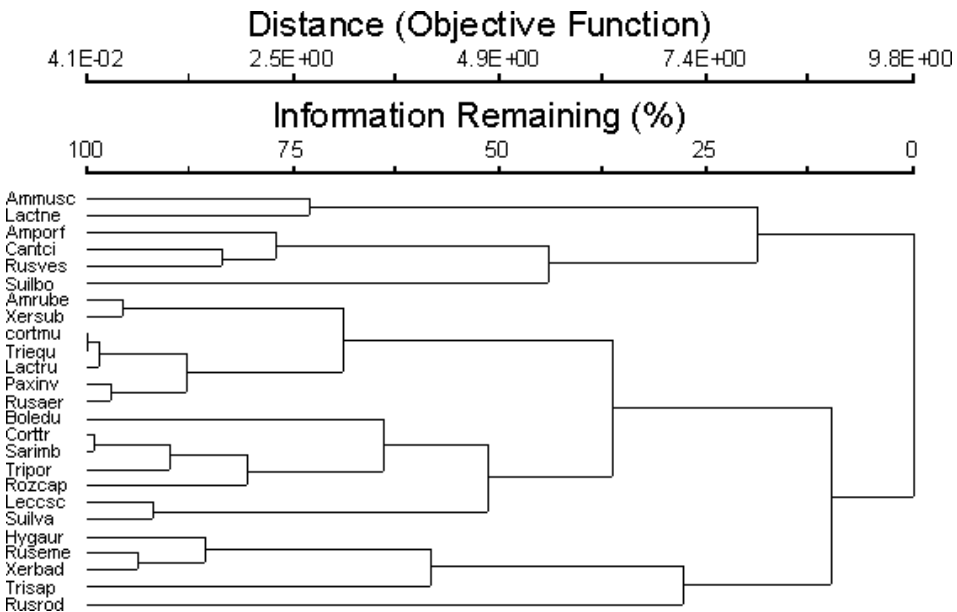 Distance (Objective Function)
4.1E-02 2.5E+00 4.9E+00 7.4E+00 9.8E+00
Information Remaining (%)
100 75 50 25 0
Ammusc
Lactne
Amporf
Cantci
Rusves
Suilbo
Amrube
Xersub
cortmu
Triequ
Lactru
Paxinv
Rusaer
Boledu
Corttr
Sarimb
Tripor
Rozcap
Leccsc
Suilva
Hygaur
Ruseme
Xerbad
Trisap
Rusrod